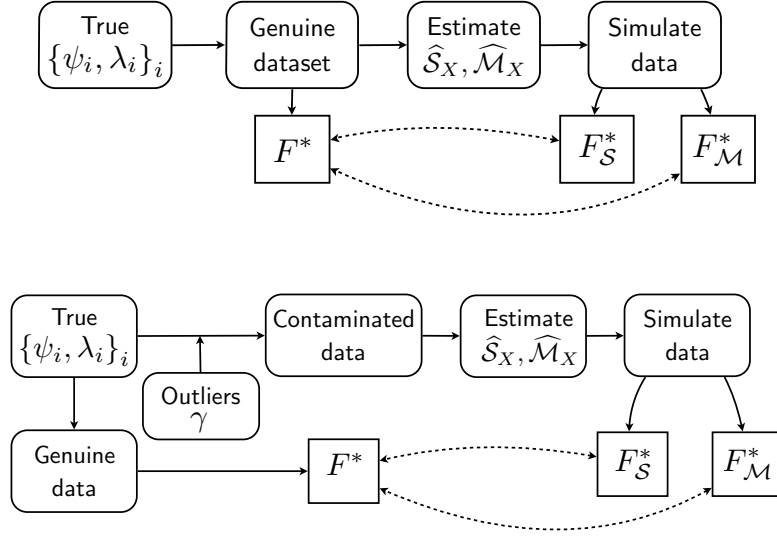 True
{ψ_i, λ_i}_i
Genuine
dataset
Estimate
Ŝ_X, M̂_X
Simulate
data
F*
F*_S
F*_M
True
{ψ_i, λ_i}_i
Contaminated
data
Estimate
Ŝ_X, M̂_X
Simulate
data
Outliers
γ
Genuine
data
F*
F*_S
F*_M